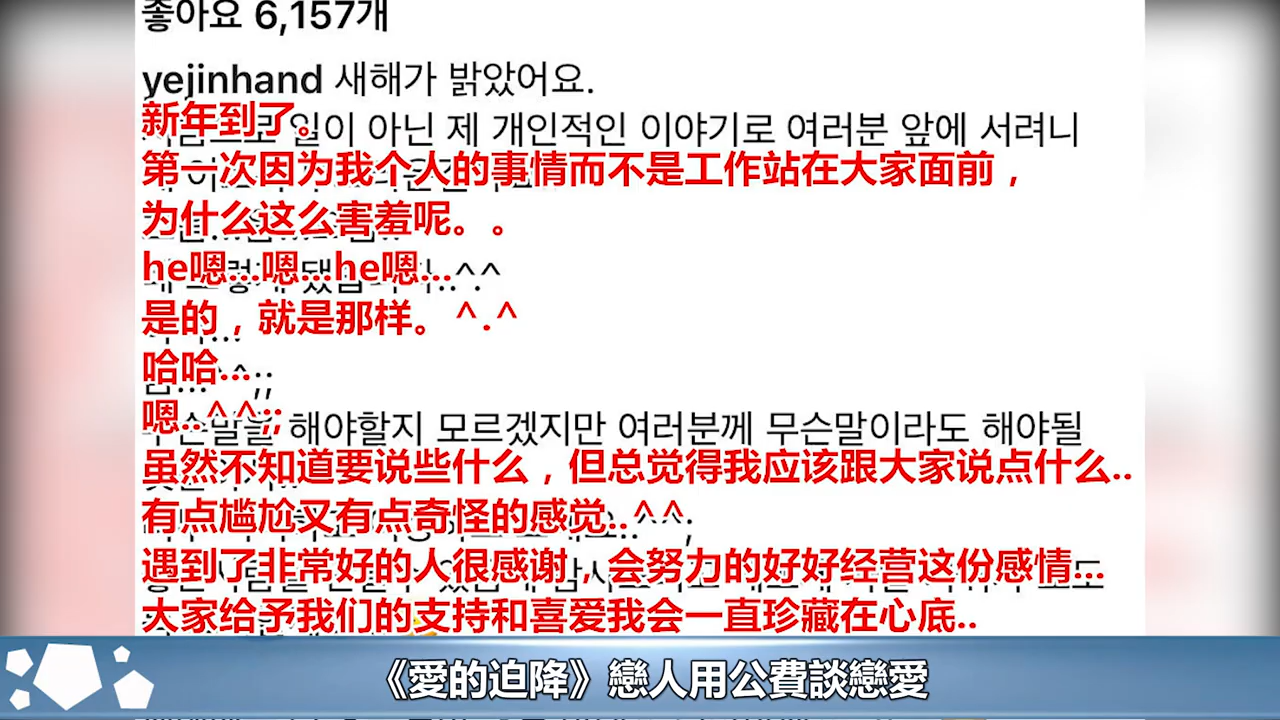 좋아요 6,157개
yejinhand 새해가 밝았어요.
新年到了。
일이 아닌 제 개인적인 이야기로 여러분 앞에 서려니
第一次因为我个人的事情而不是工作站在大家面前，
为什么这么害羞呢。。
he嗯...嗯...he嗯...
^^
是的，就是那样。^.^
哈哈...
嗯..^^;;
해야할지 모르겠지만 여러분께 무슨말이라도 해야될
虽然不知道要说些什么，但总觉得我应该跟大家说点什么..
有点尴尬又有点奇怪的感觉..^^;
遇到了非常好的人很感谢，会努力的好好经营这份感情...
大家给予我们的支持和喜爱我会一直珍藏在心底..
《愛的迫降》戀人用公費談戀愛